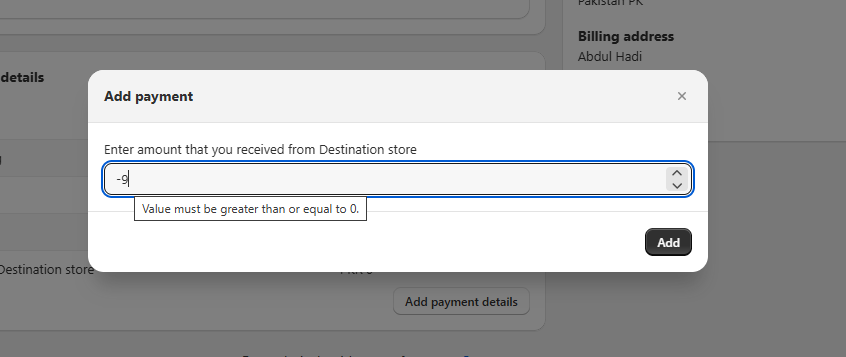 Pakistan PK
Billing address
Abdul Hadi
details
Add payment
Enter amount that you received from Destination store
-9
Value must be greater than or equal to 0.
Add
Destination store
Add payment details